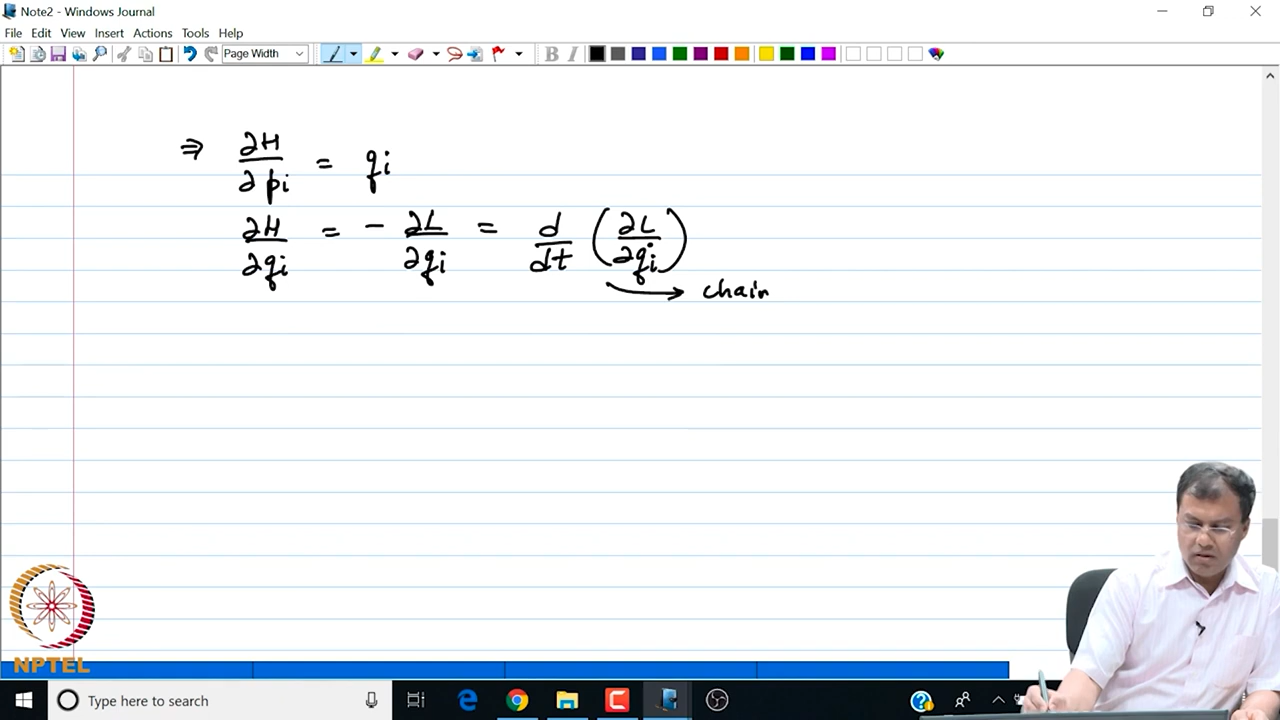 Note2 - Windows Journal
File Edit View Insert Actions Tools Help
Page Width B I
⇒ ∂H/∂pi = qi
∂H/∂qi = - ∂L/∂qi = d/dt (∂L/∂q̇i)
chain
NPTEL
Type here to search